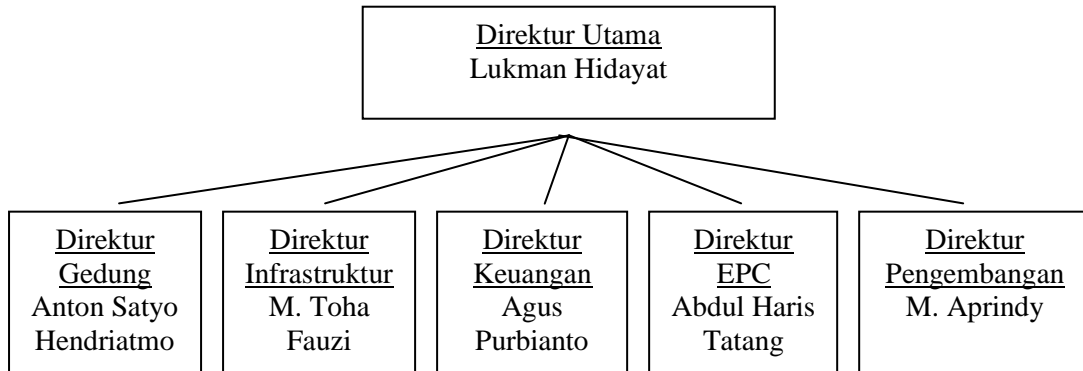 Direktur Utama
Lukman Hidayat
Direktur
Gedung
Anton Satyo
Hendriatmo
Direktur
Infrastruktur
M. Toha
Fauzi
Direktur
Keuangan
Agus
Purbianto
Direktur
EPC
Abdul Haris
Tatang
Direktur
Pengembangan
M. Aprindy